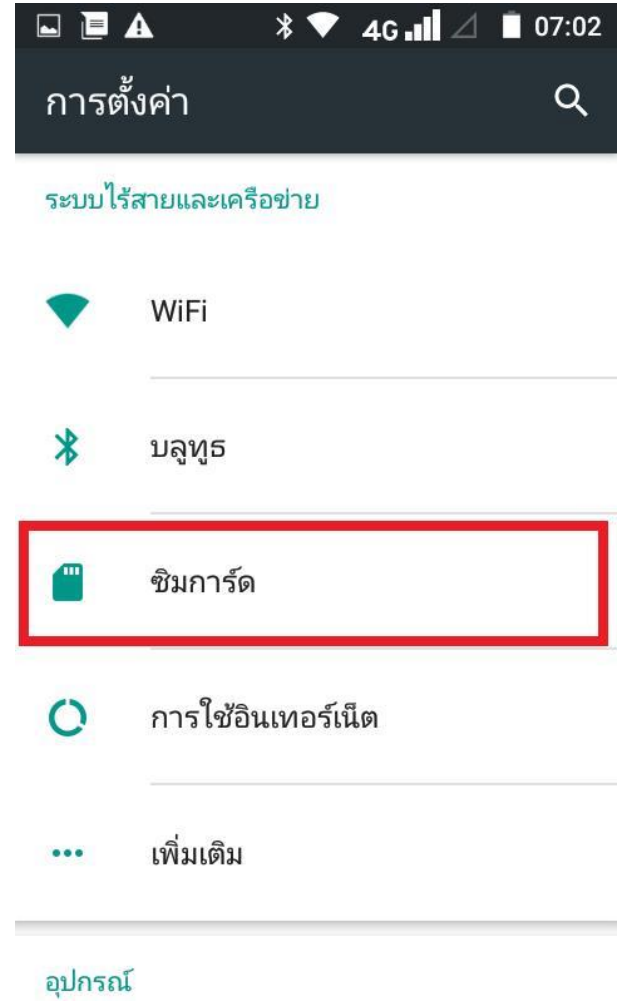 4G 07:02
การตั้งค่า
ระบบไร้สายและเครือข่าย
WiFi
บลูทูธ
ซิมการ์ด
การใช้อินเทอร์เน็ต
เพิ่มเติม
อุปกรณ์